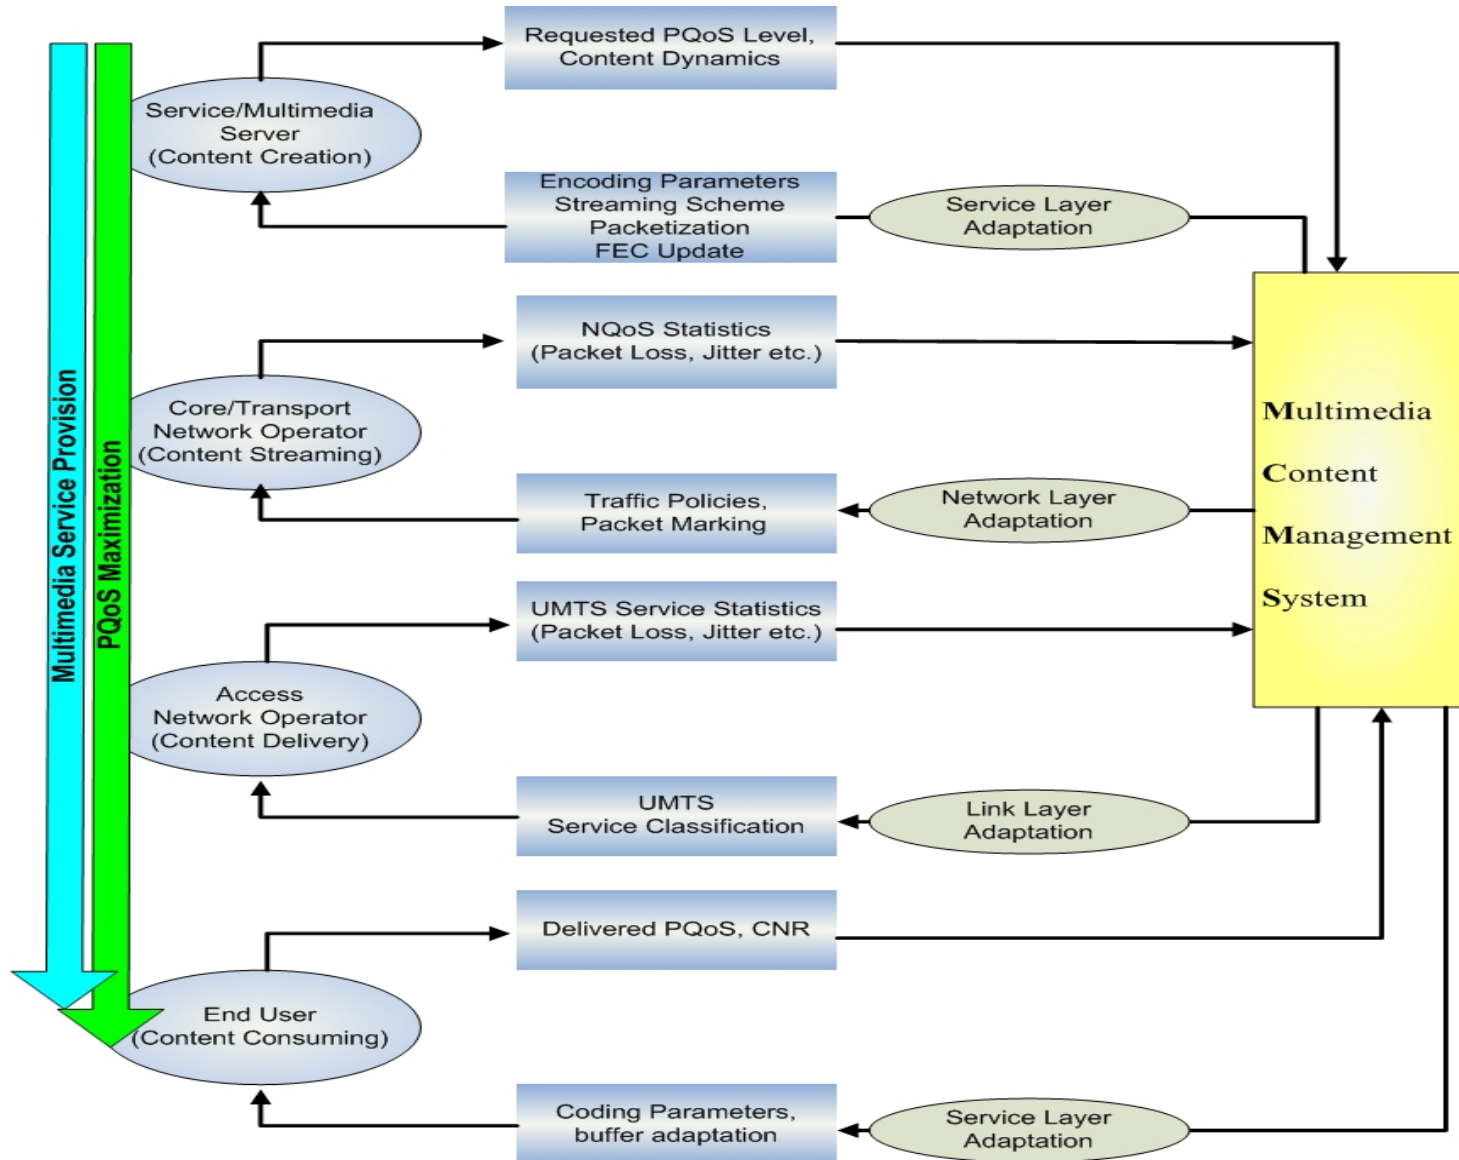 Requested PQoS Level,
Content Dynamics
Service/Multimedia
Server
(Content Creation)
Encoding Parameters
Streaming Scheme
Packetization
FEC Update
Service Layer
Adaptation
NQoS Statistics
(Packet Loss, Jitter etc.)
Core/Transport
Network Operator
(Content Streaming)
Traffic Policies,
Packet Marking
Network Layer
Adaptation
Multimedia
Content
Management
System
Multimedia Service Provision
PQoS Maximization
UMTS Service Statistics
(Packet Loss, Jitter etc.)
Access
Network Operator
(Content Delivery)
UMTS
Service Classification
Link Layer
Adaptation
Delivered PQoS, CNR
End User
(Content Consuming)
Coding Parameters,
buffer adaptation
Service Layer
Adaptation